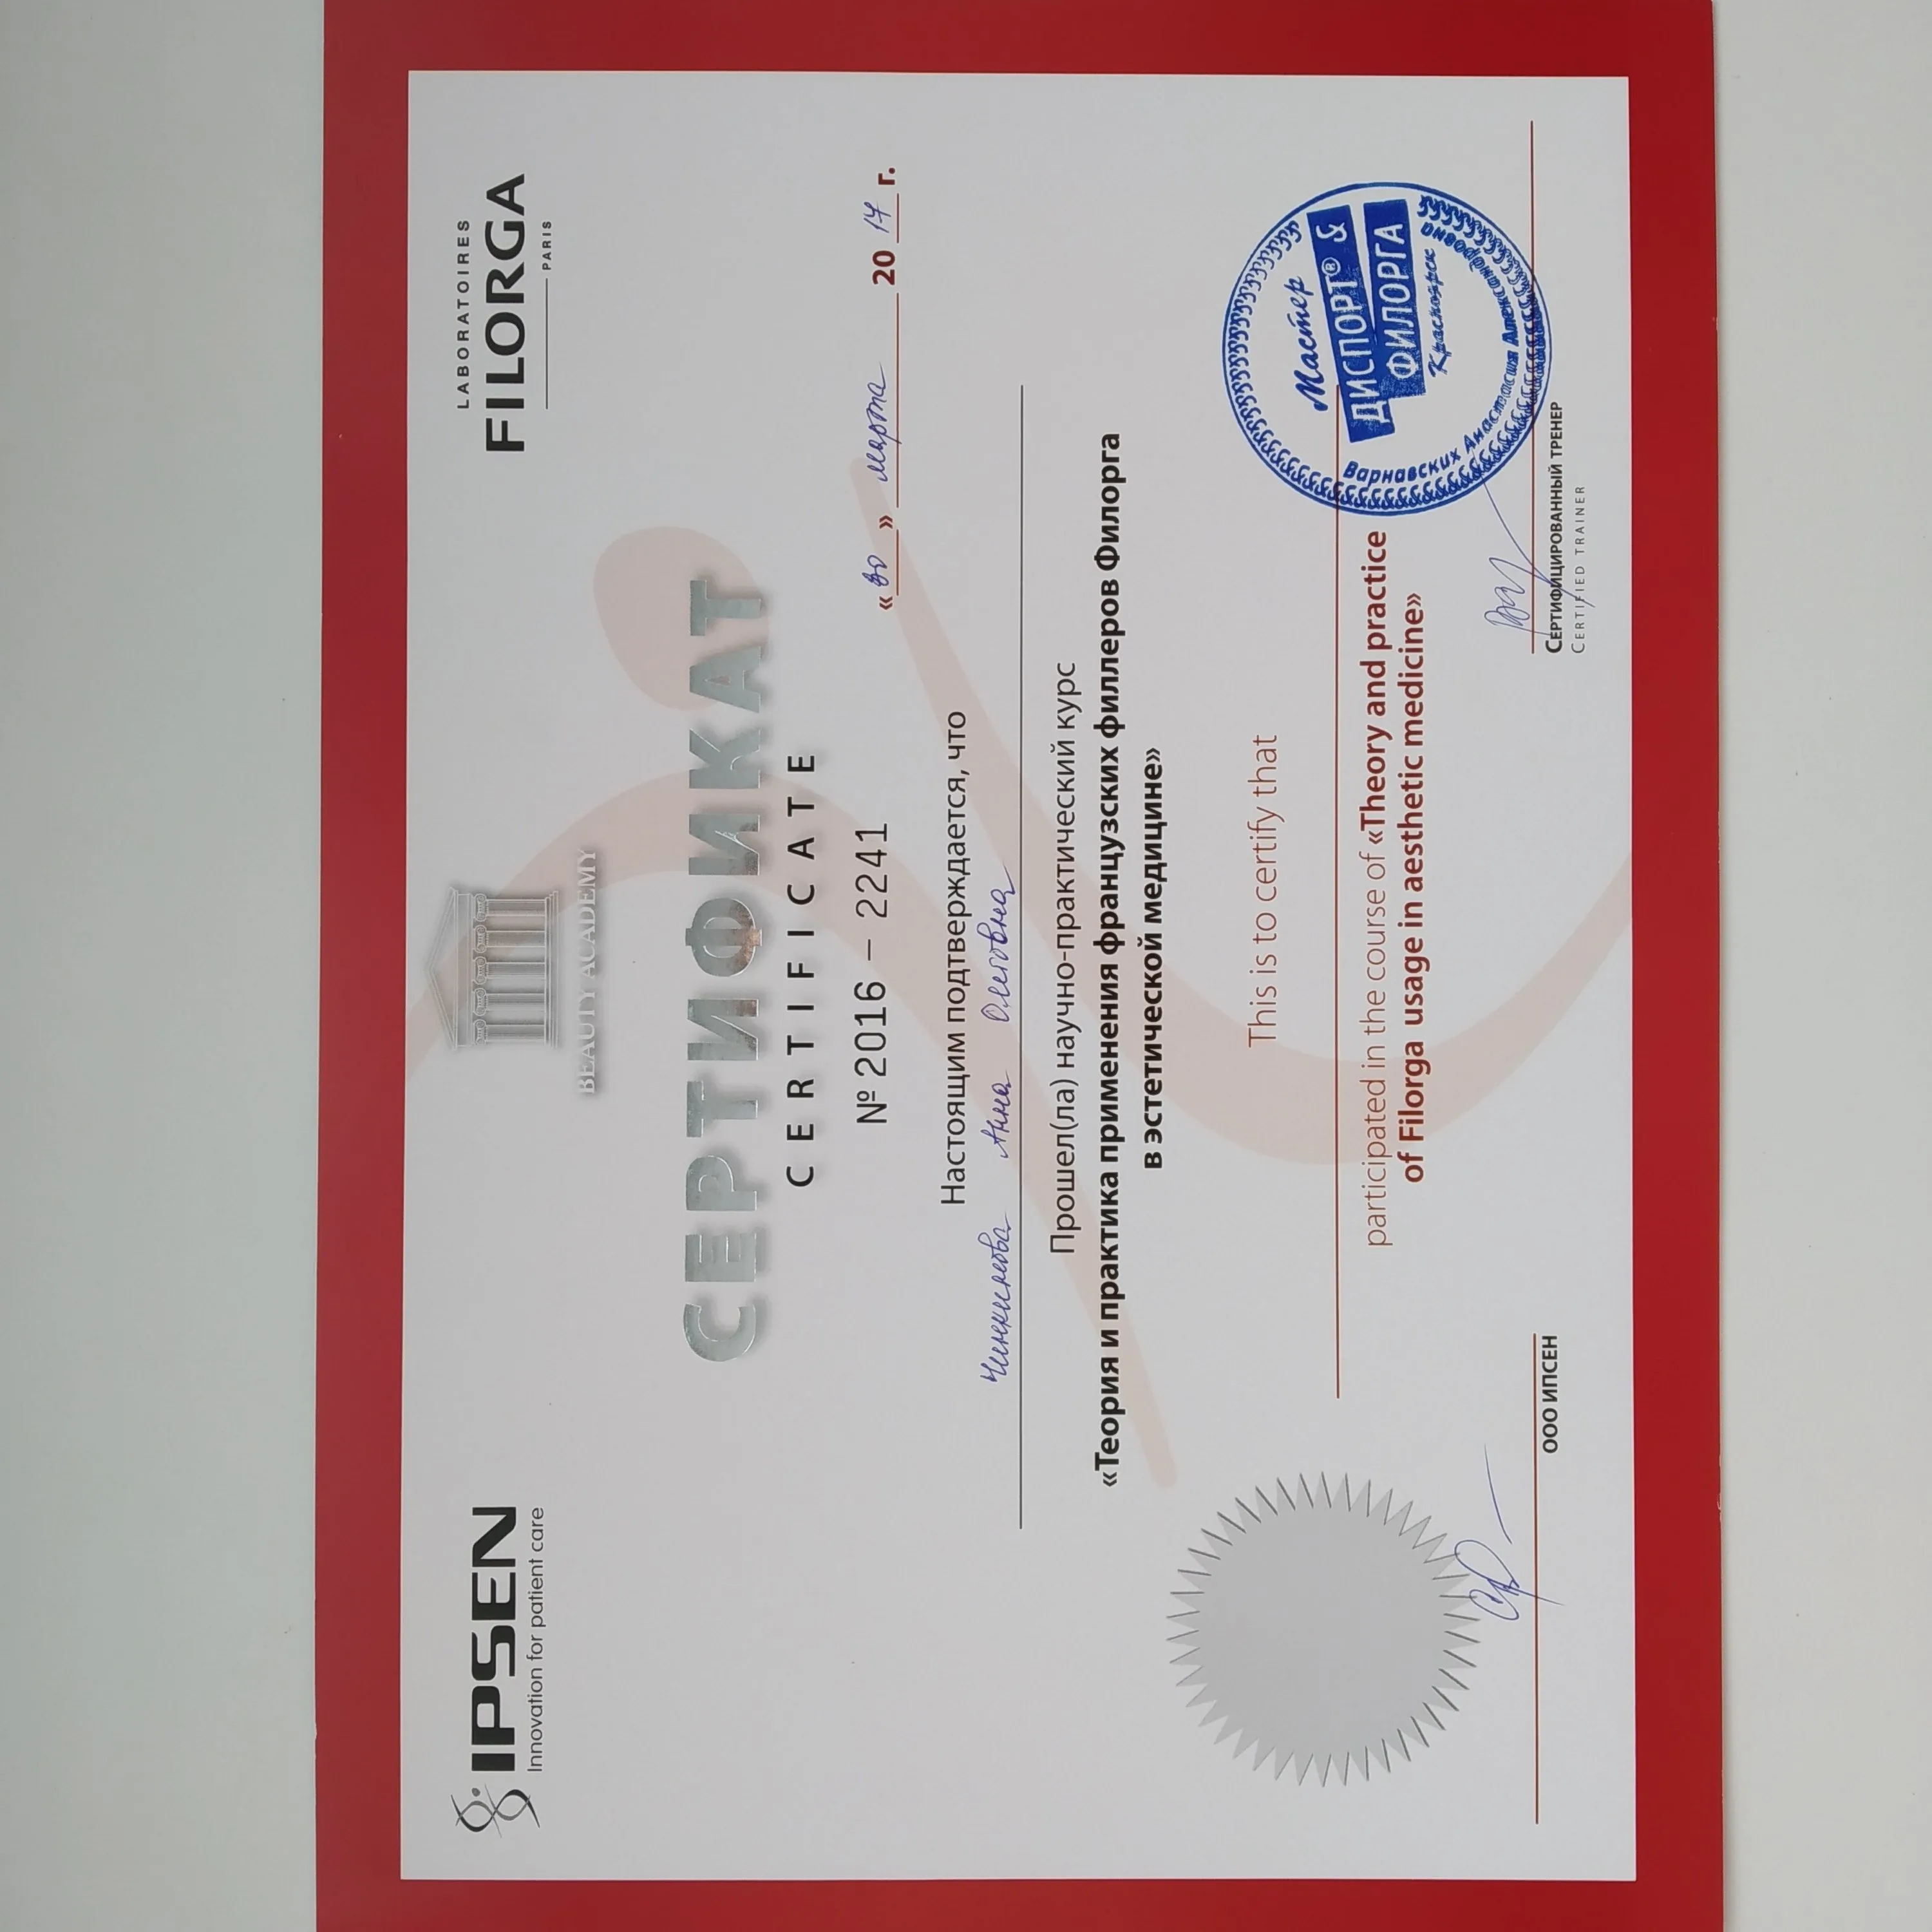 IPSEN
Innovation for patient care
BEAUTY ACADEMY
LABORATOIRES
FILORGA
PARIS
СЕРТИФИКАТ
CERTIFICATE
№ 2016 – 2241
« » марта 2017 г.
Настоящим подтверждается, что
Анна Олеговна
Прошел(ла) научно-практический курс
«Теория и практика применения французских филлеров Филорга
в эстетической медицине»
This is to certify that
participated in the course of «Theory and practice
of Filorga usage in aesthetic medicine»
ООО ИПСЕН
СЕРТИФИЦИРОВАННЫЙ ТРЕНЕР
CERTIFIED TRAINER
Мастер
ДИСПОРТ® &
ФИЛОРГА
Красноярск
Варнавских Анастасия Александровна